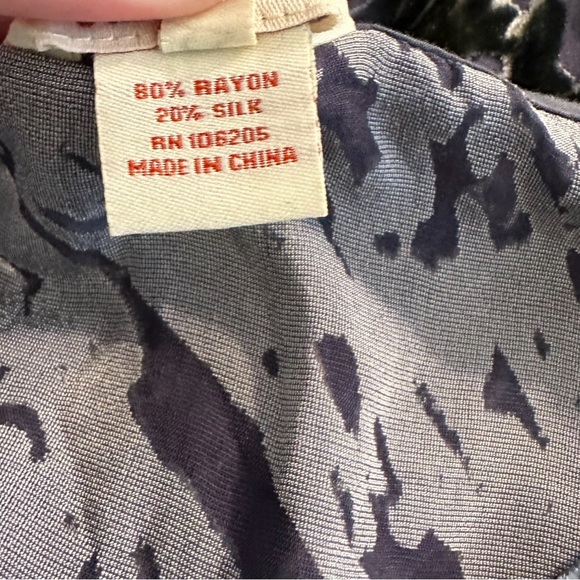 80% RAYON
20% SILK
RN 106205
MADE IN CHINA